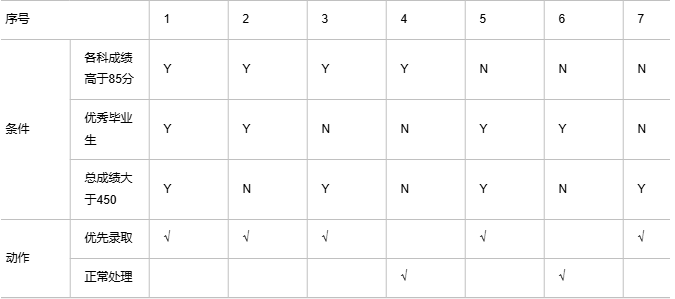 序号 1 2 3 4 5 6 7
各科成绩
高于85分 Y Y Y Y N N N
条件
优秀毕业
生 Y Y N N Y Y N
总成绩大
于450 Y N Y N Y N Y
动作
优先录取 √ √ √ √ √
正常处理 √ √